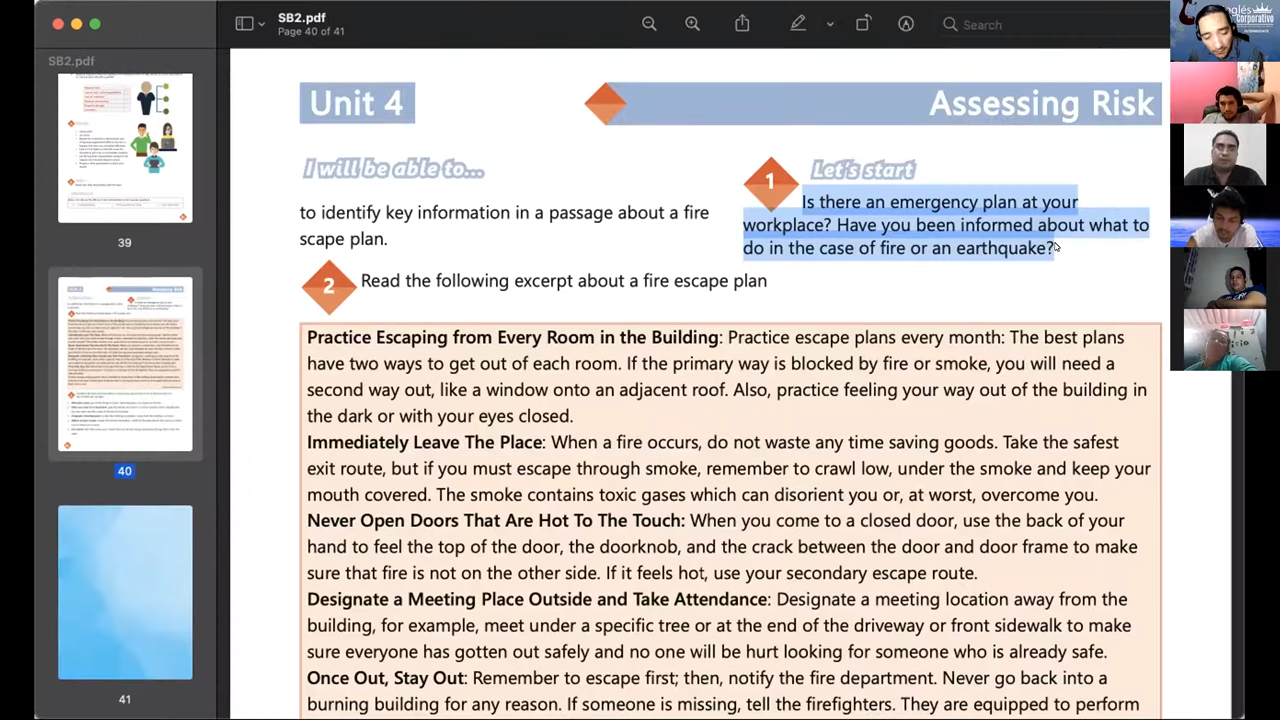 SB2.pdf
Page 40 of 41
Search
SB2.pdf
39
40
41
Unit 4
Assessing Risk
I will be able to...
to identify key information in a passage about a fire
scape plan.
1
Let's start
Is there an emergency plan at your
workplace? Have you been informed about what to
do in the case of fire or an earthquake?
2
Read the following excerpt about a fire escape plan
Practice Escaping from Every Room in the Building: Practice escape plans every month: The best plans
have two ways to get out of each room. If the primary way is blocked by fire or smoke, you will need a
second way out, like a window onto an adjacent roof. Also, practice feeling your way out of the building in
the dark or with your eyes closed.
Immediately Leave The Place: When a fire occurs, do not waste any time saving goods. Take the safest
exit route, but if you must escape through smoke, remember to crawl low, under the smoke and keep your
mouth covered. The smoke contains toxic gases which can disorient you or, at worst, overcome you.
Never Open Doors That Are Hot To The Touch: When you come to a closed door, use the back of your
hand to feel the top of the door, the doorknob, and the crack between the door and door frame to make
sure that fire is not on the other side. If it feels hot, use your secondary escape route.
Designate a Meeting Place Outside and Take Attendance: Designate a meeting location away from the
building, for example, meet under a specific tree or at the end of the driveway or front sidewalk to make
sure everyone has gotten out safely and no one will be hurt looking for someone who is already safe.
Once Out, Stay Out: Remember to escape first; then, notify the fire department. Never go back into a
burning building for any reason. If someone is missing, tell the firefighters. They are equipped to perform
Corporativo
INTERMEDIATE